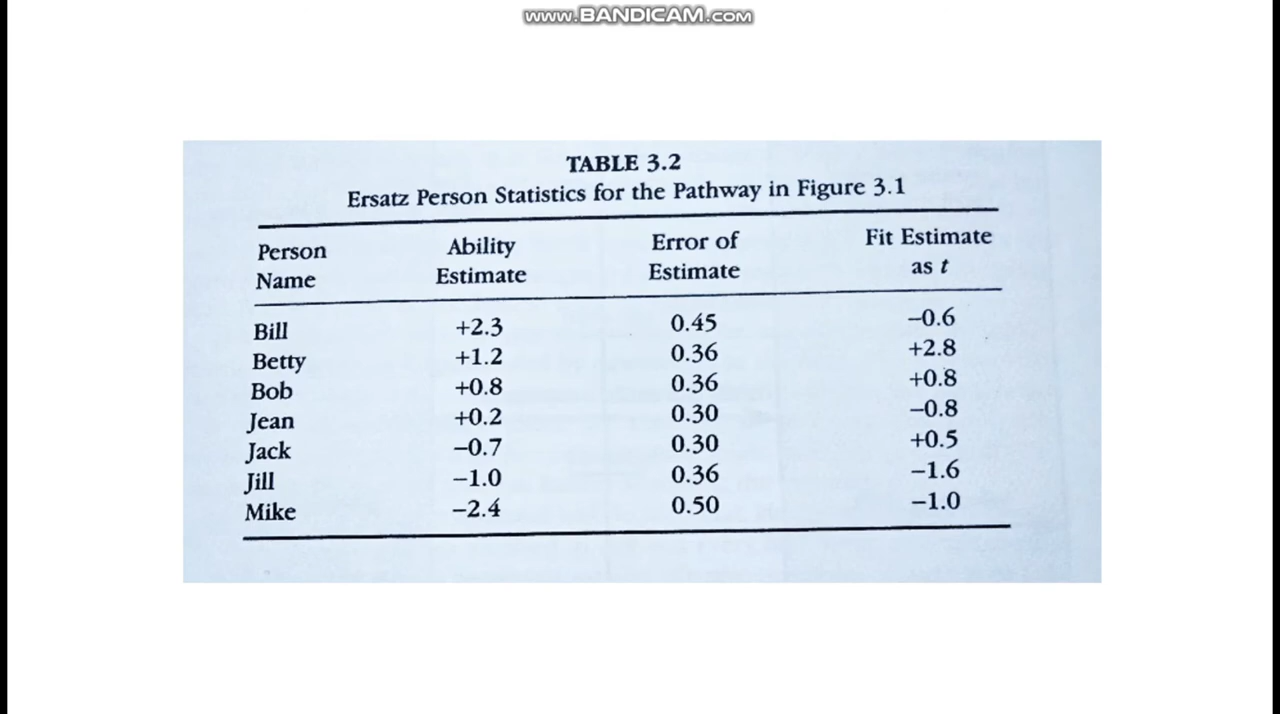 www.BANDICAM.com
TABLE 3.2
Ersatz Person Statistics for the Pathway in Figure 3.1
Person Name Ability Estimate Error of Estimate Fit Estimate as t
Bill +2.3 0.45 −0.6
Betty +1.2 0.36 +2.8
Bob +0.8 0.36 +0.8
Jean +0.2 0.30 −0.8
Jack −0.7 0.30 +0.5
Jill −1.0 0.36 −1.6
Mike −2.4 0.50 −1.0